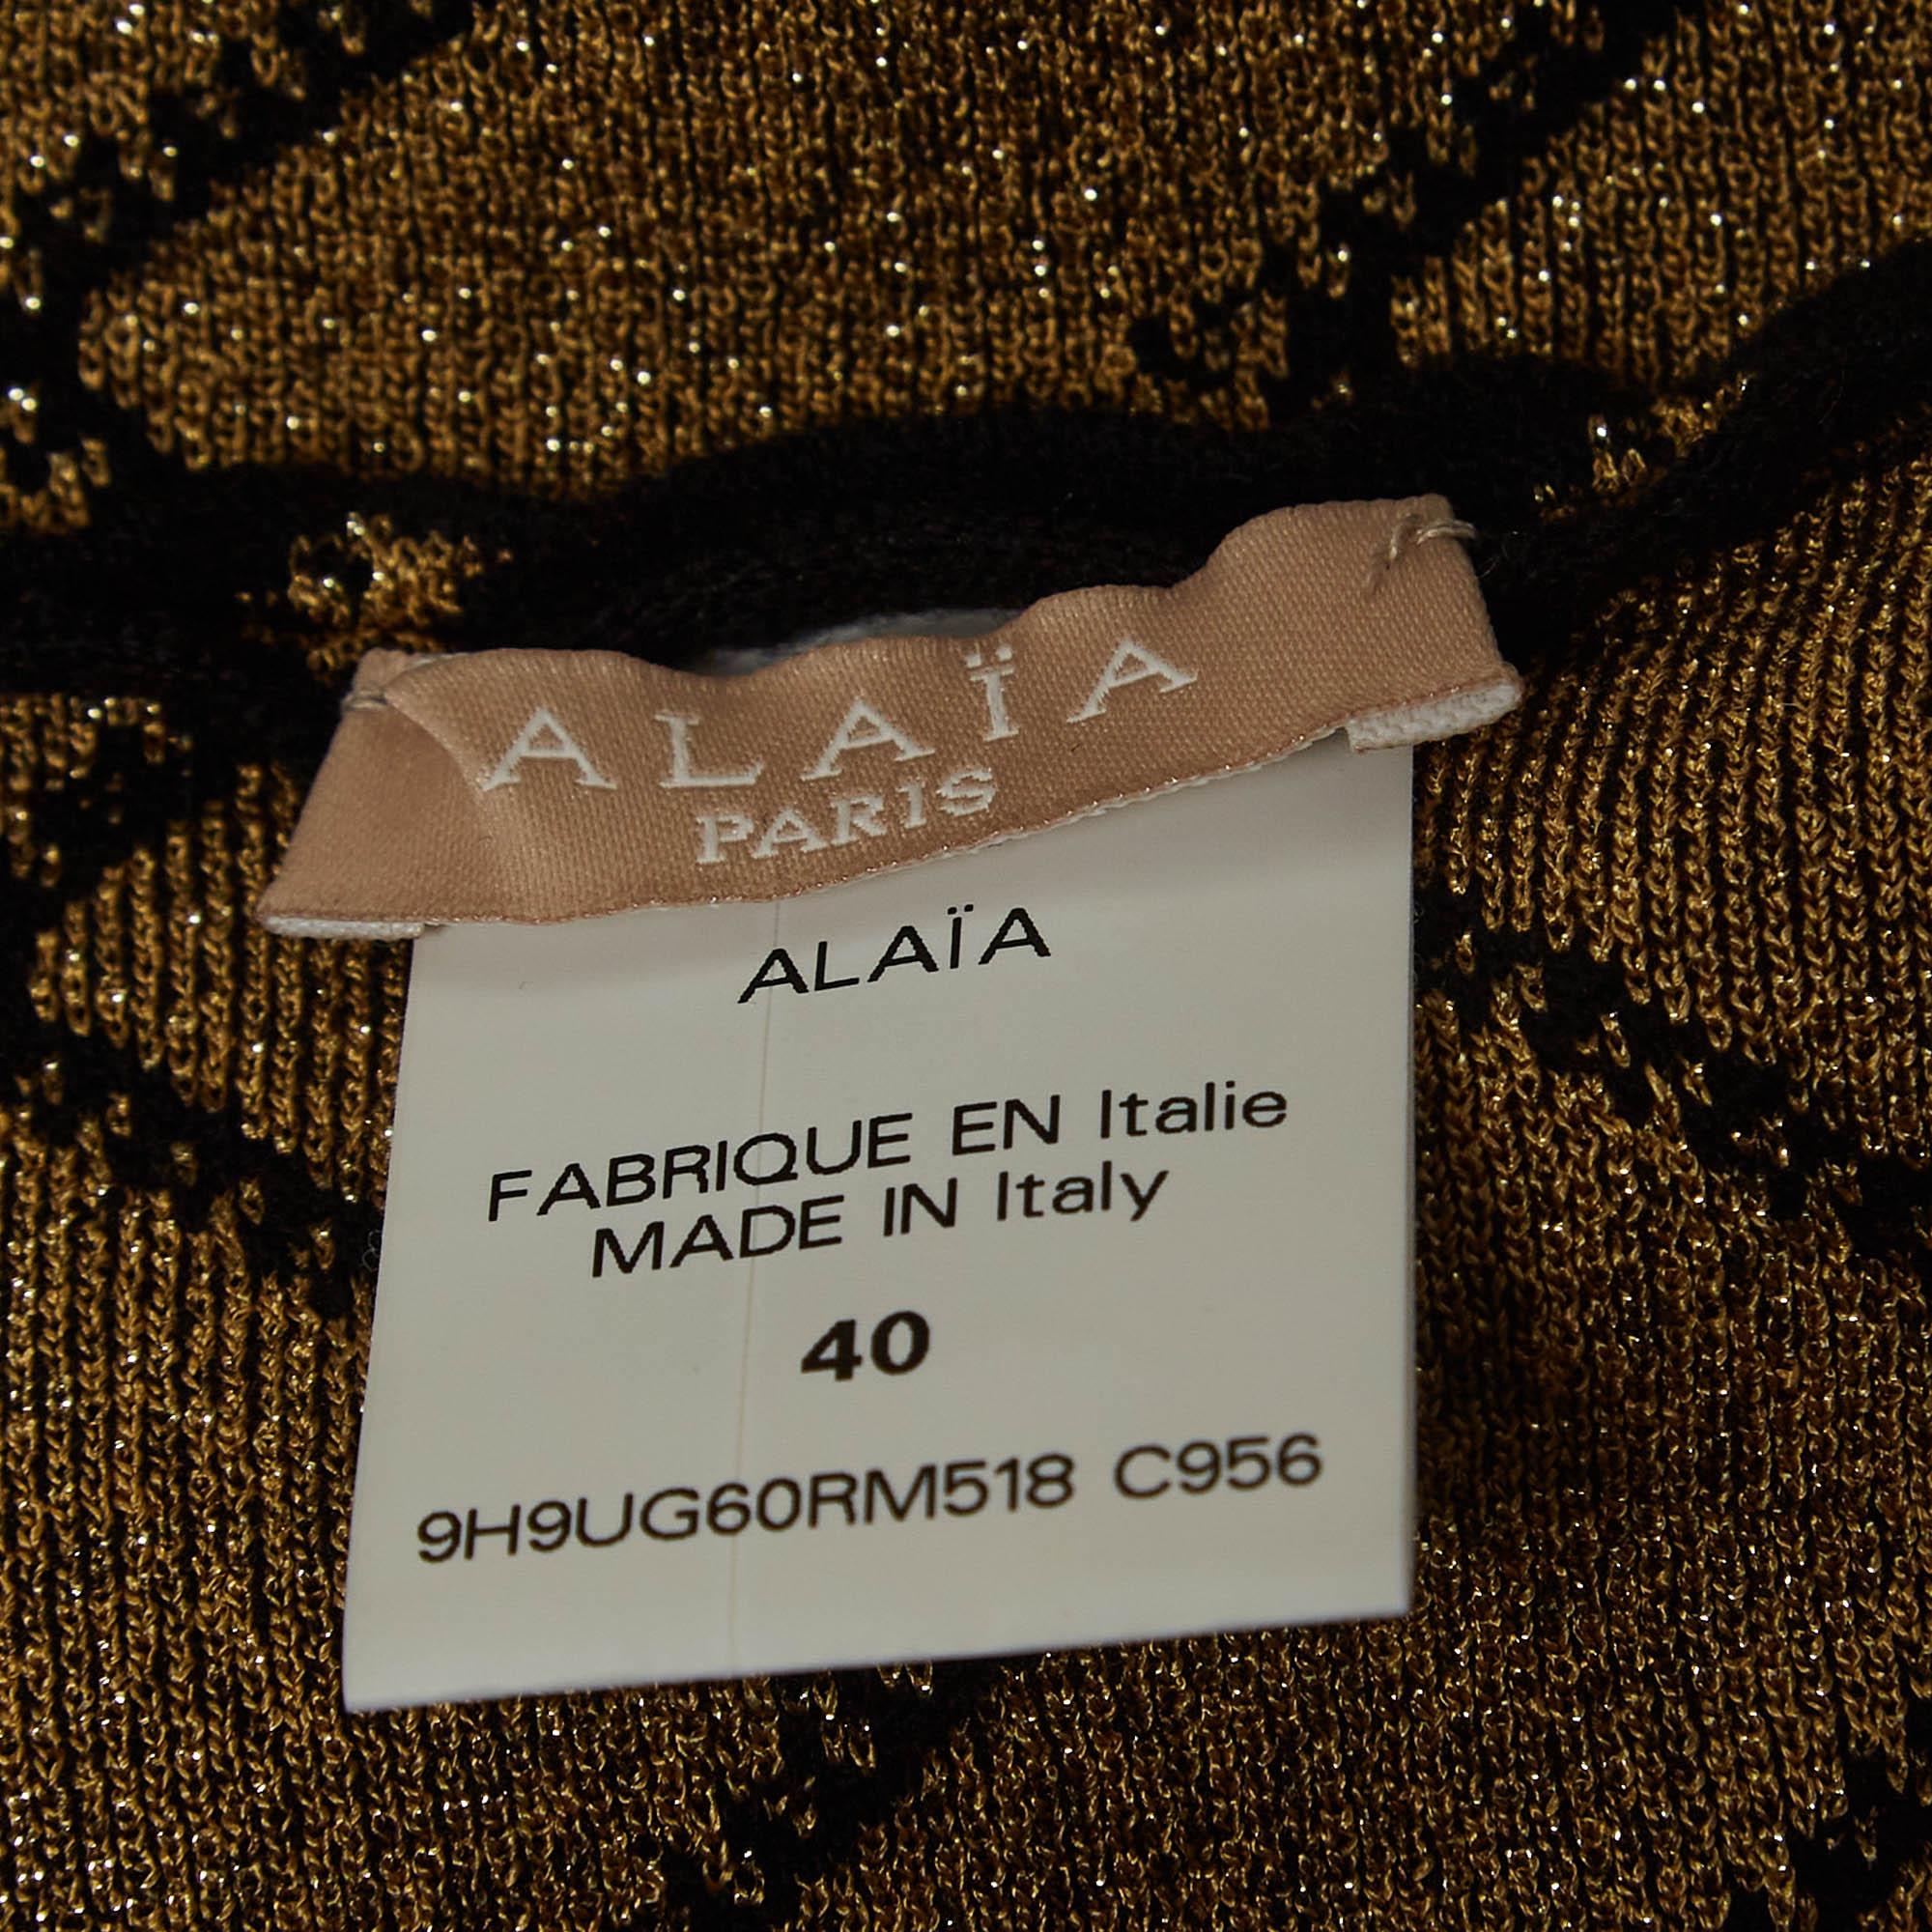 ALAÏA
PARIS
ALAÏA
FABRIQUE EN Italie
MADE IN Italy
40
9H9UG60RM518 C956